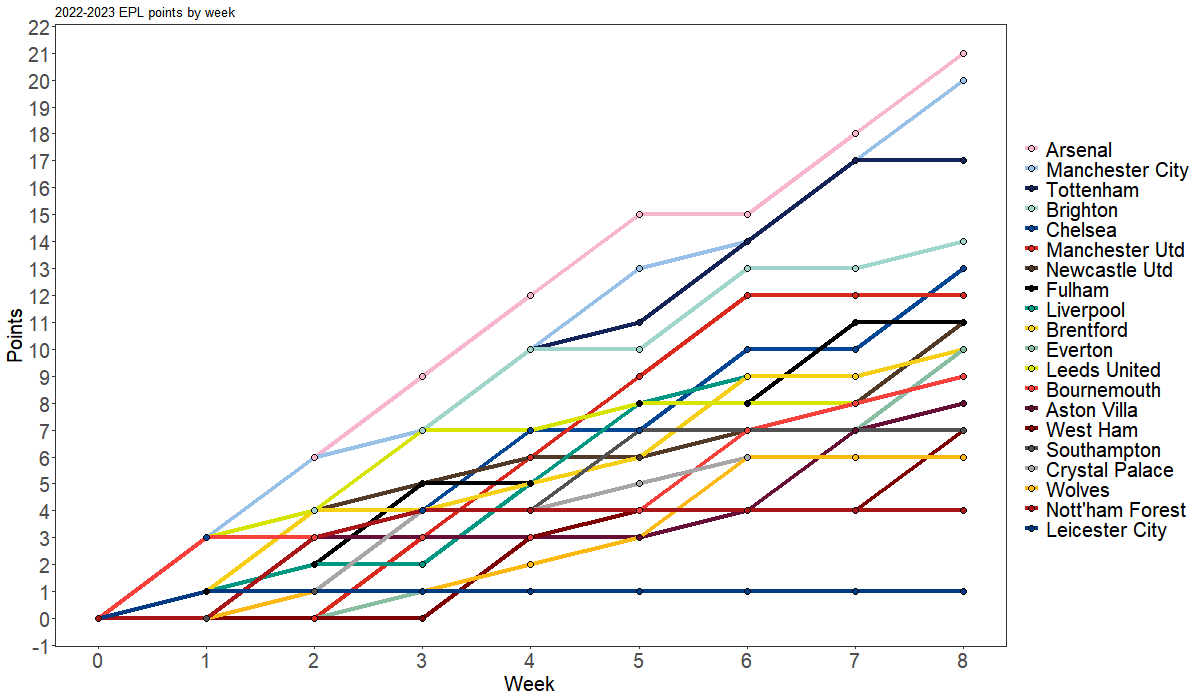 2022-2023 EPL points by week
22
21
20
19
18
17
16
15
14
13
12
11
10
9
8
7
6
5
4
3
2
1
0
-1
Points
0 1 2 3 4 5 6 7 8
Week
Arsenal
Manchester City
Tottenham
Brighton
Chelsea
Manchester Utd
Newcastle Utd
Fulham
Liverpool
Brentford
Everton
Leeds United
Bournemouth
Aston Villa
West Ham
Southampton
Crystal Palace
Wolves
Nott'ham Forest
Leicester City